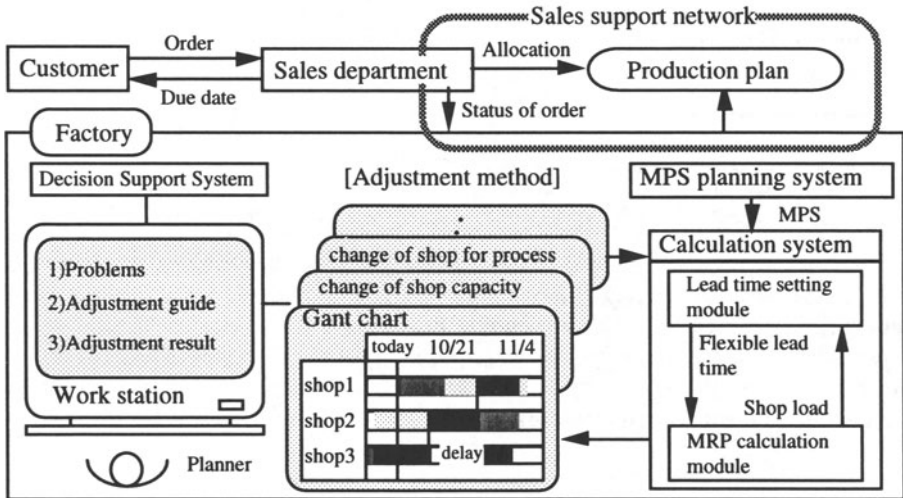 Sales support network
Order
Allocation
Customer
Sales department
Production plan
Due date
Status of order
Factory
Decision Support System
[Adjustment method]
MPS planning system
MPS
Calculation system
change of shop for process
change of shop capacity
1)Problems
2)Adjustment guide
3)Adjustment result
Work station
Planner
Gant chart
today 10/21 11/4
shop1
shop2
shop3
delay
Lead time setting
module
Flexible lead
time
Shop load
MRP calculation
module